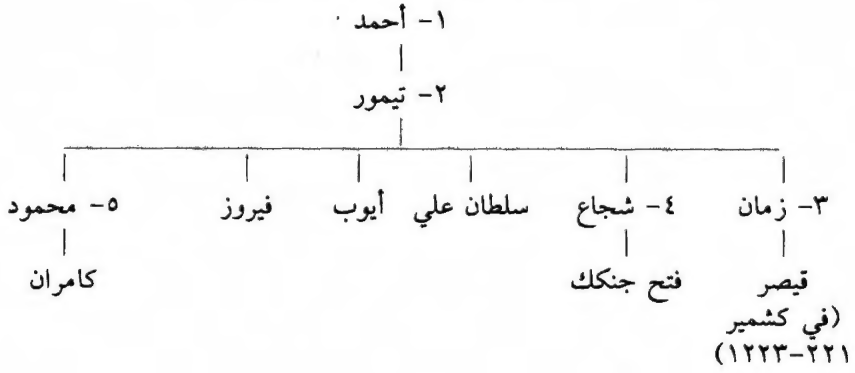 ١- أحمد
٢- تيمور
٣- زمان ٤- شجاع سلطان علي أيوب فيروز ٥- محمود
قيصر فتح جنكك كامران
(في كشمير
٢٢١-١٢٢٣)